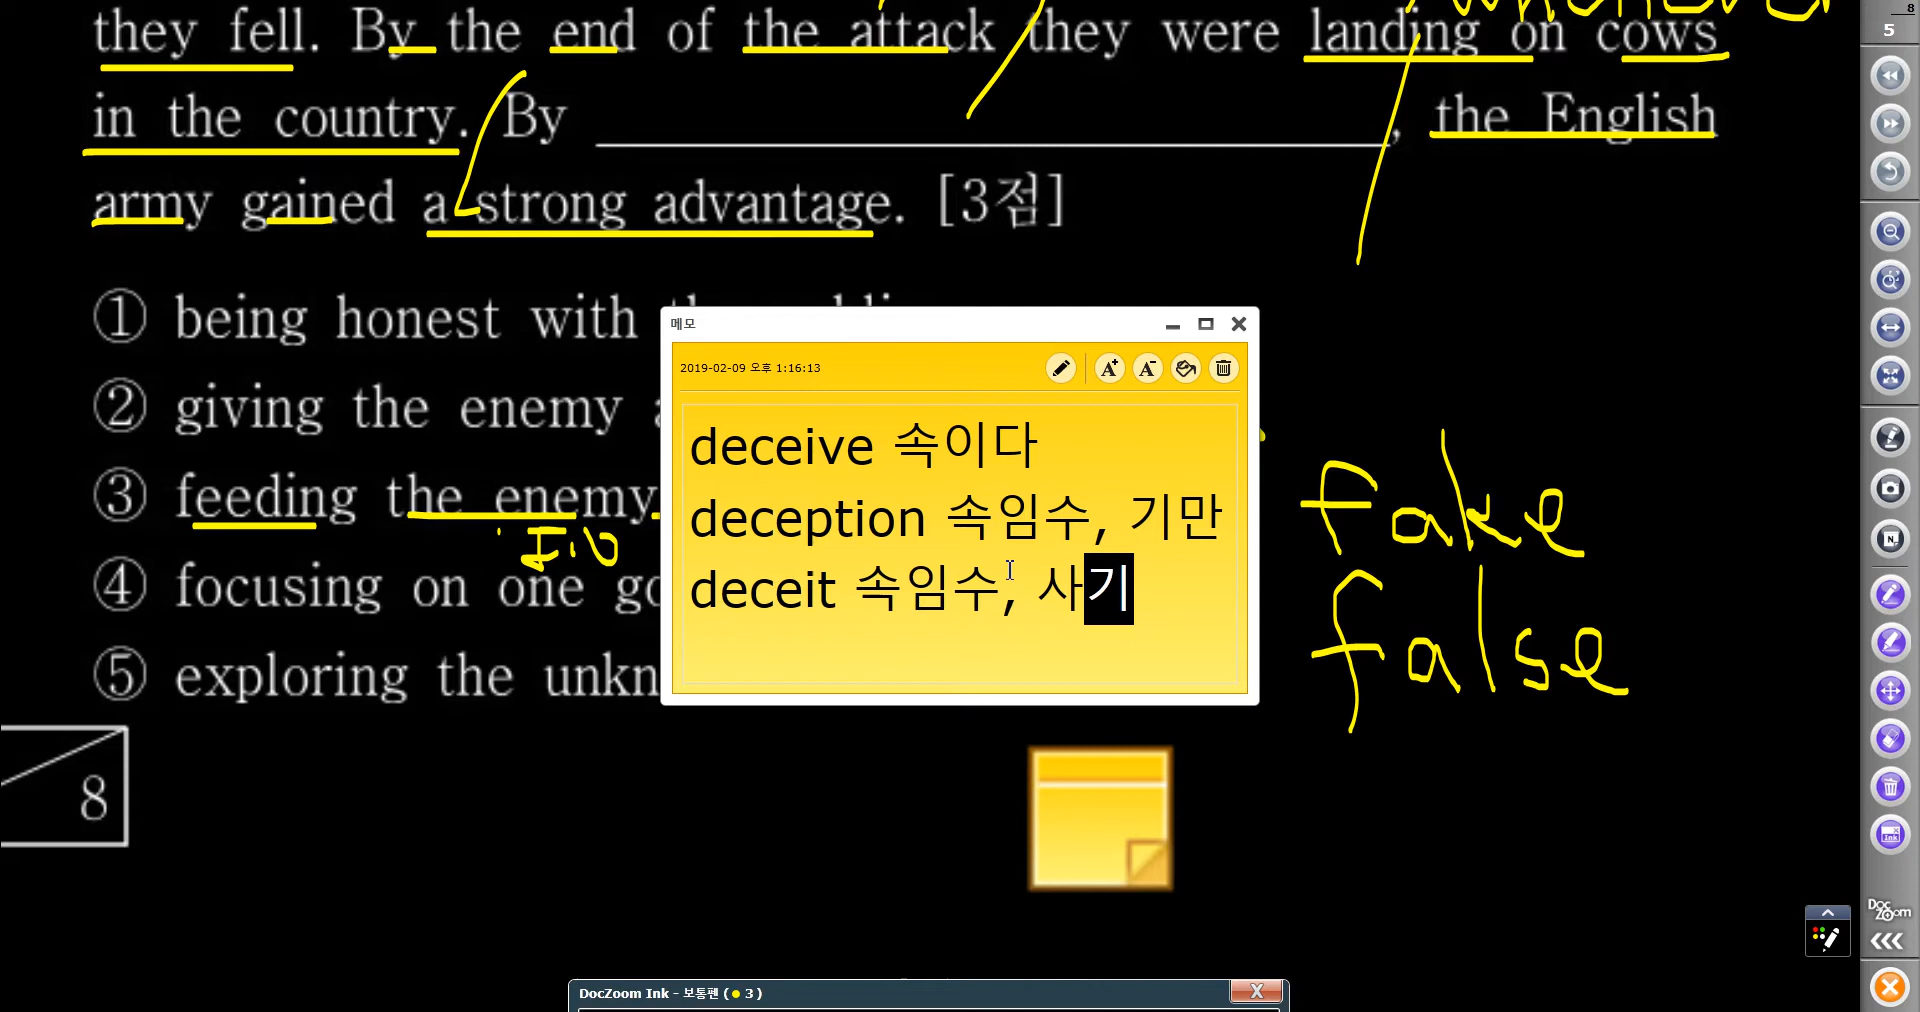 8
5
they fell. By the end of the attack they were landing on cows
in the country. By ____________________, the English
army gained a strong advantage. [3점]
① being honest with
② giving the enemy
③ feeding the enemy
④ focusing on one
⑤ exploring the
메모
2019-02-09 오후 1:16:13
deceive 속이다
deception 속임수, 기만
deceit 속임수, 사기
I.O
fake
false
8
DocZoom
DocZoom Ink - 보통펜 ( 3 )